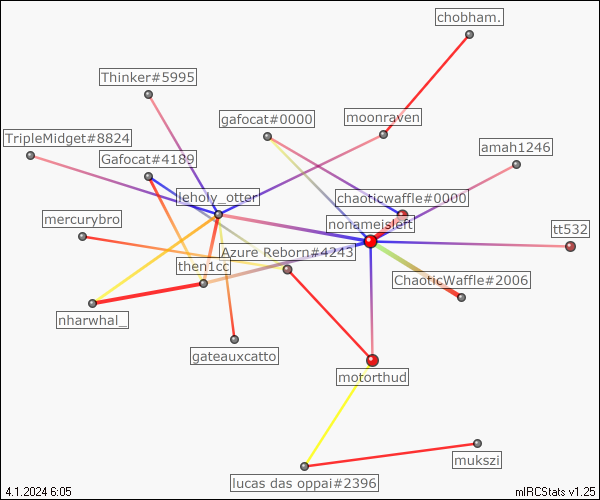 chobham.
Thinker#5995
gafocat#0000
moonraven
TripleMidget#8824
Gafocat#4189
amah1246
leholy_otter
chaoticwaffle#0000
mercurybro
nonameisleft
tt532
Azure Reborn#4243
then1cc
ChaoticWaffle#2006
nharwhal_
gateauxcatto
motorthud
mukszi
lucas das oppai#2396
4.1.2024 6:05
mIRCStats v1.25